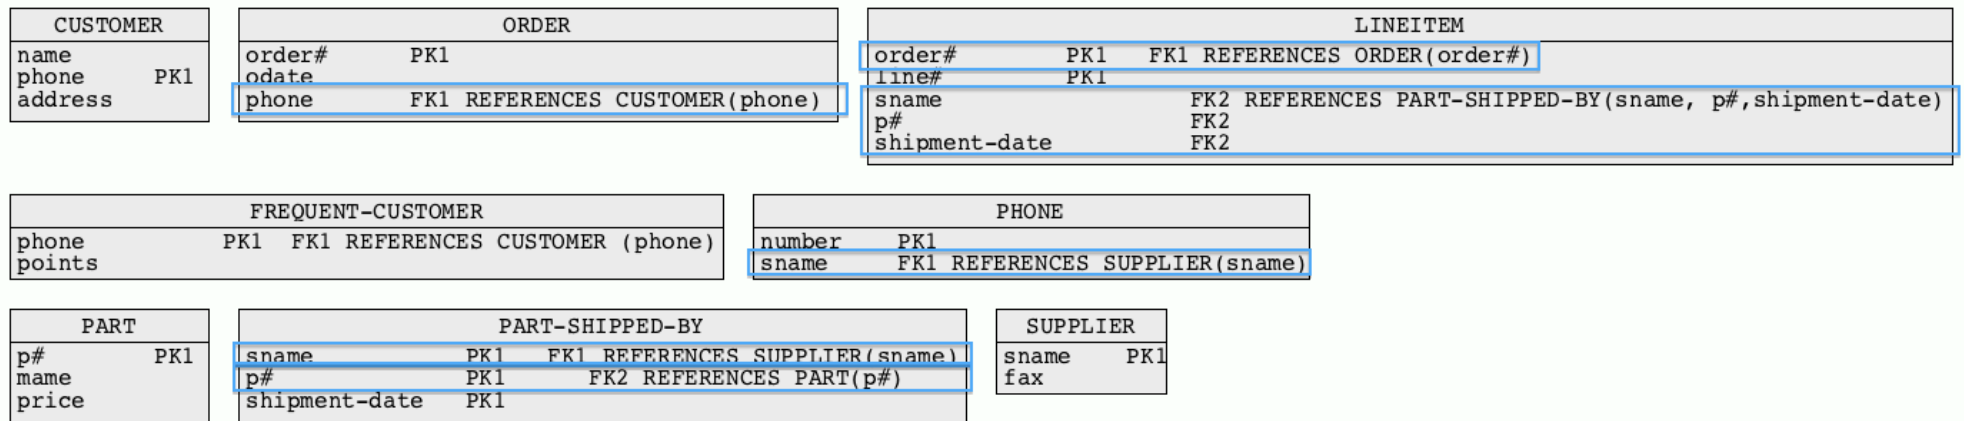 CUSTOMER
name
phone PK1
address
ORDER
order# PK1
odate
phone FK1 REFERENCES CUSTOMER(phone)
LINEITEM
order# PK1 FK1 REFERENCES ORDER(order#)
line# PK1
sname FK2 REFERENCES PART-SHIPPED-BY(sname, p#,shipment-date)
p# FK2
shipment-date FK2
FREQUENT-CUSTOMER
phone PK1 FK1 REFERENCES CUSTOMER (phone)
points
PHONE
number PK1
sname FK1 REFERENCES SUPPLIER(sname)
PART
p# PK1
mame
price
PART-SHIPPED-BY
sname PK1 FK1 REFERENCES SUPPLIER(sname)
p# PK1 FK2 REFERENCES PART(p#)
shipment-date PK1
SUPPLIER
sname PK1
fax